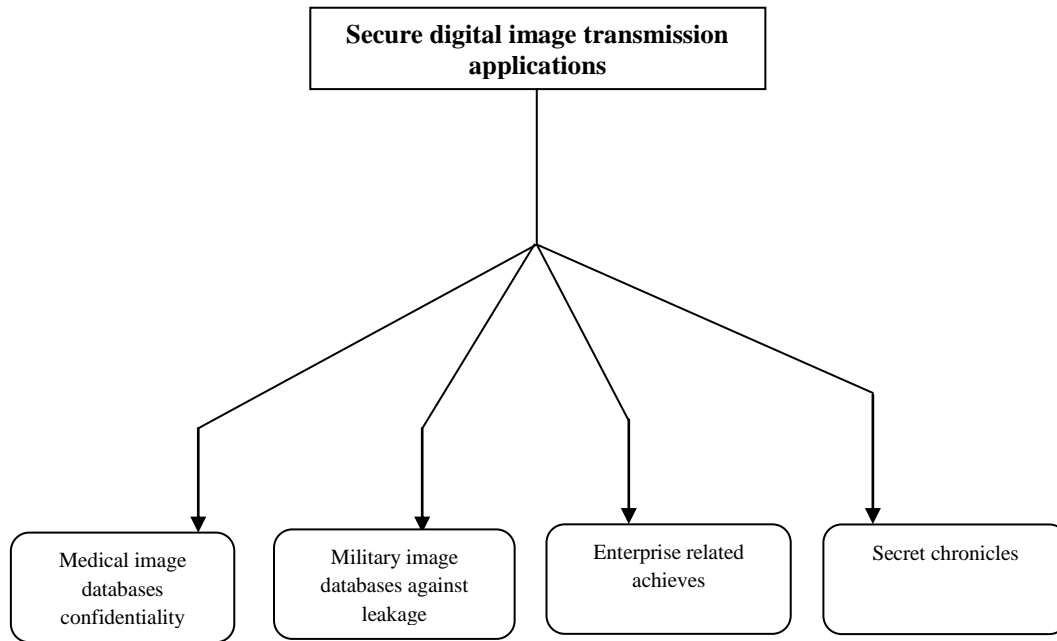 Secure digital image transmission
applications
Medical image
databases
confidentiality
Military image
databases against
leakage
Enterprise related
achieves
Secret chronicles